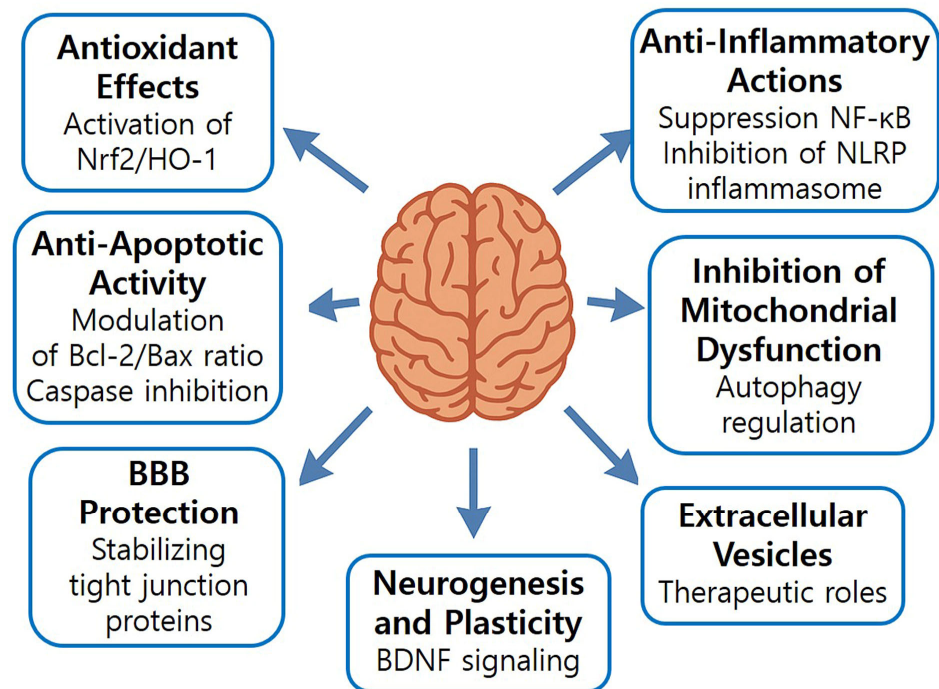 Antioxidant
Effects
Activation of
Nrf2/HO-1
Anti-Inflammatory
Actions
Suppression NF-κB
Inhibition of NLRP
inflammasome
Anti-Apoptotic
Activity
Modulation
of Bcl-2/Bax ratio
Caspase inhibition
Inhibition of
Mitochondrial
Dysfunction
Autophagy
regulation
BBB
Protection
Stabilizing
tight junction
proteins
Neurogenesis
and Plasticity
BDNF signaling
Extracellular
Vesicles
Therapeutic roles